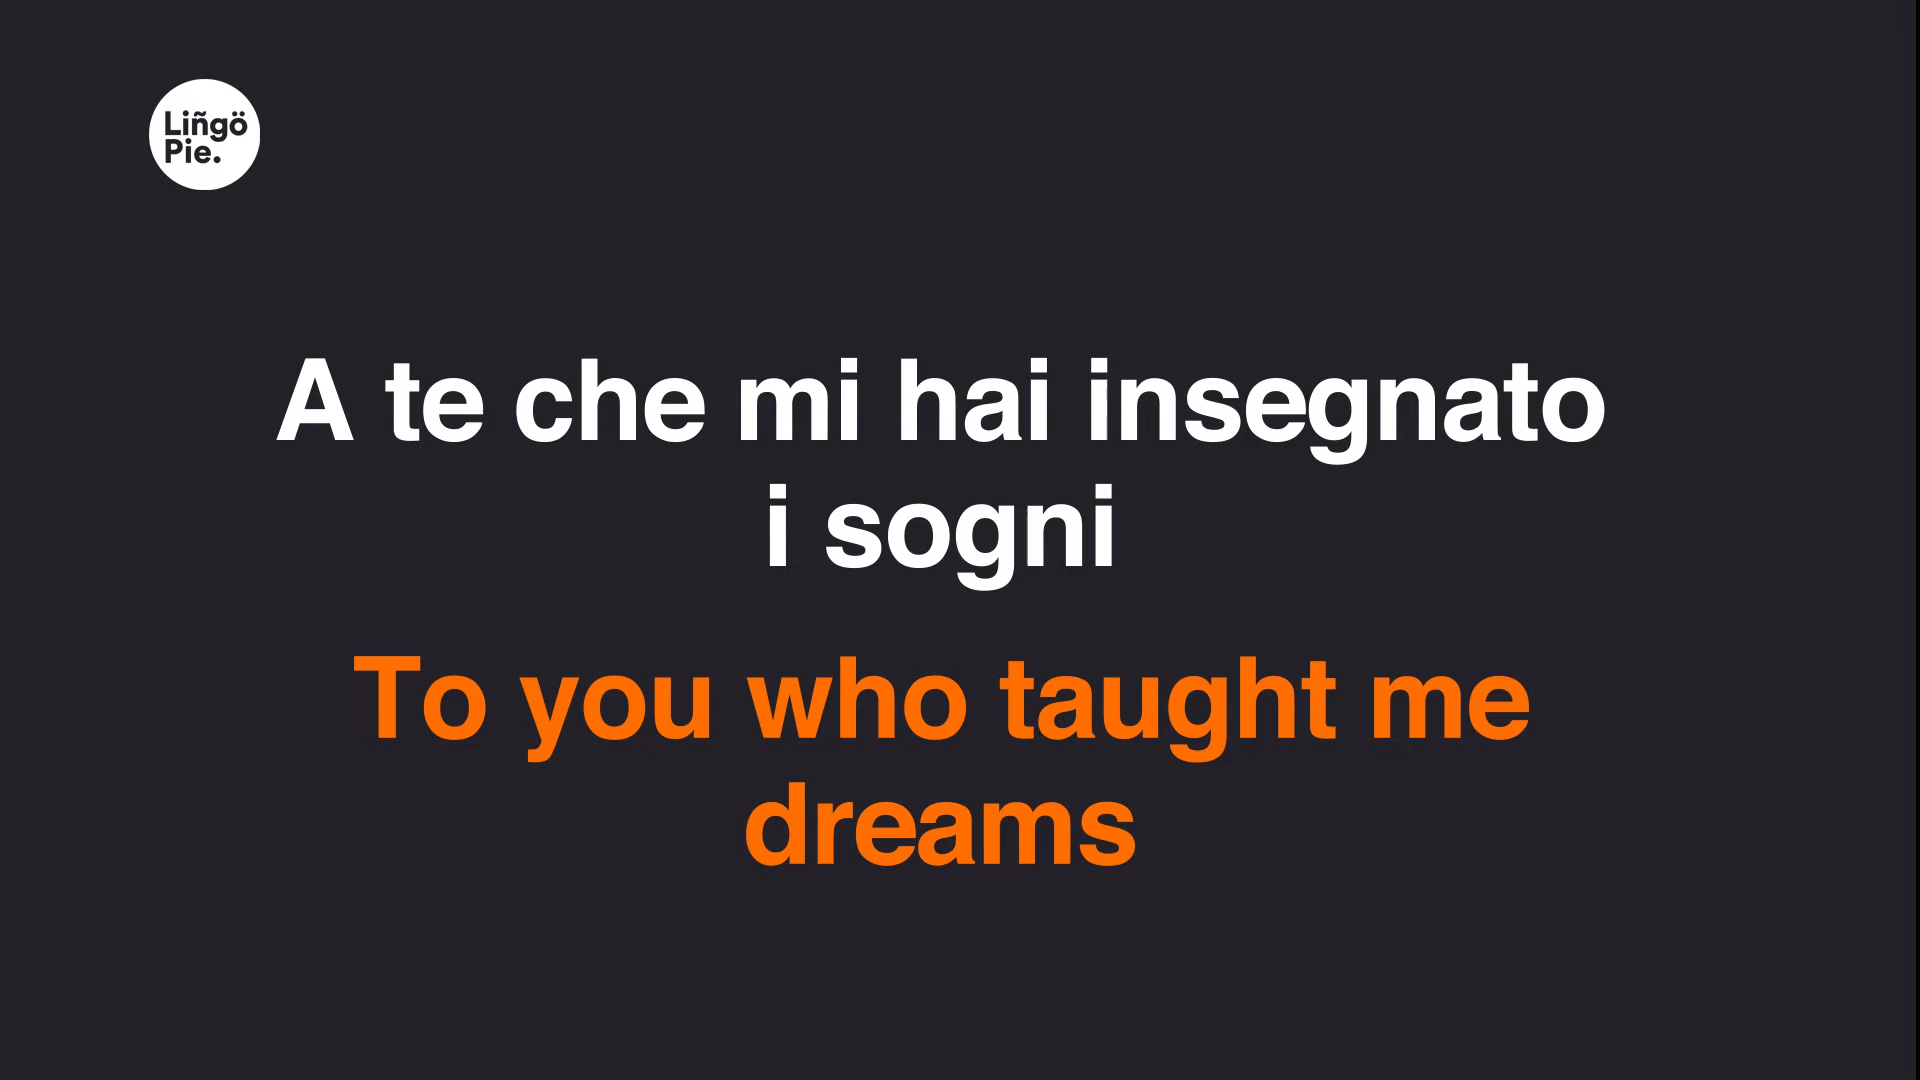 Liñgö
Pie.
A te che mi hai insegnato
i sogni
To you who taught me
dreams